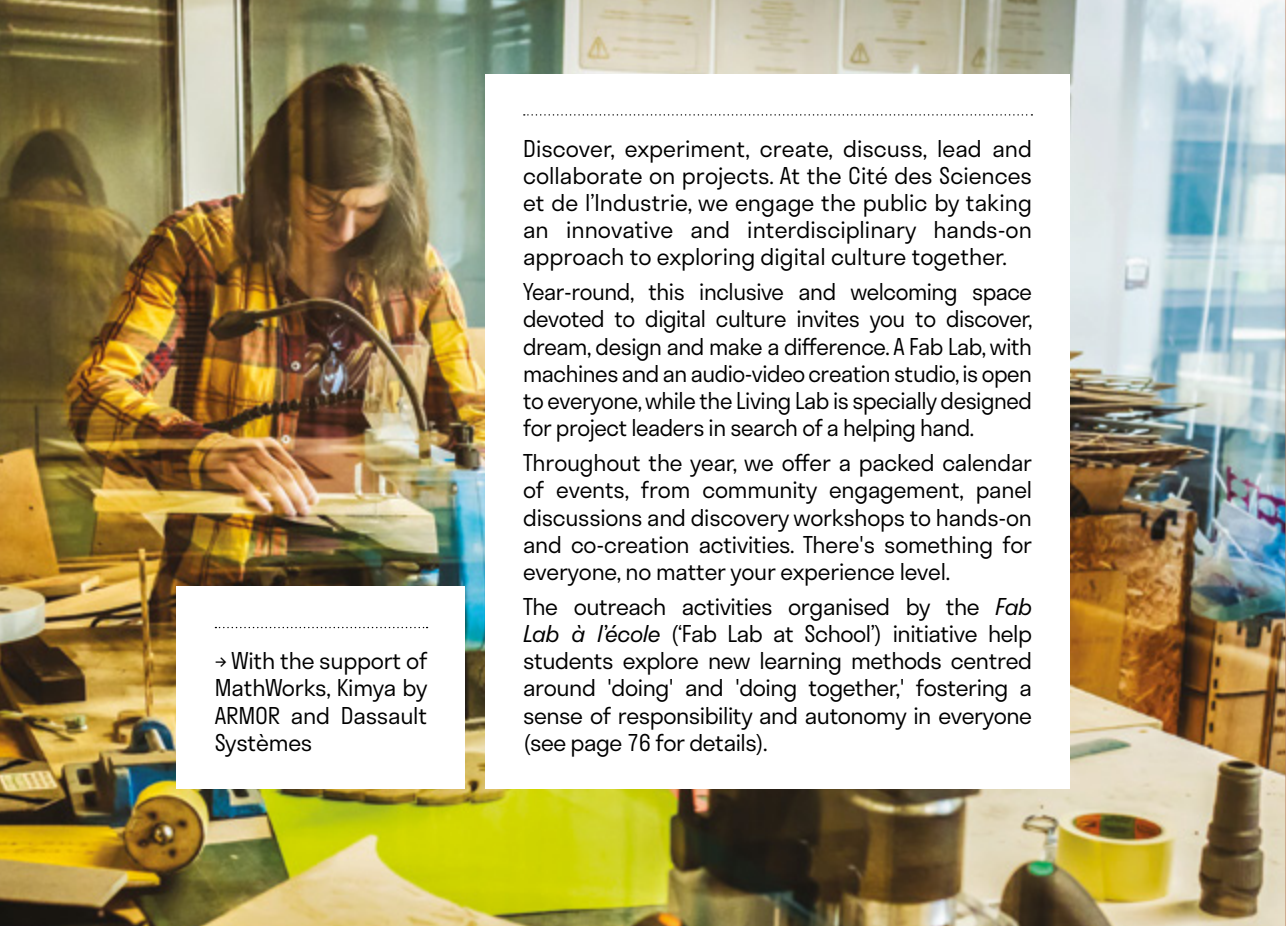 Discover, experiment, create, discuss, lead and
collaborate on projects. At the Cité des Sciences
et de l’Industrie, we engage the public by taking
an innovative and interdisciplinary hands-on
approach to exploring digital culture together.
Year-round, this inclusive and welcoming space
devoted to digital culture invites you to discover,
dream, design and make a difference. A Fab Lab, with
machines and an audio-video creation studio, is open
to everyone, while the Living Lab is specially designed
for project leaders in search of a helping hand.
Throughout the year, we offer a packed calendar
of events, from community engagement, panel
discussions and discovery workshops to hands-on
and co-creation activities. There's something for
everyone, no matter your experience level.
The outreach activities organised by the Fab
Lab à l’école (‘Fab Lab at School’) initiative help
students explore new learning methods centred
around 'doing' and 'doing together,' fostering a
sense of responsibility and autonomy in everyone
(see page 76 for details).
→ With the support of
MathWorks, Kimya by
ARMOR and Dassault
Systèmes